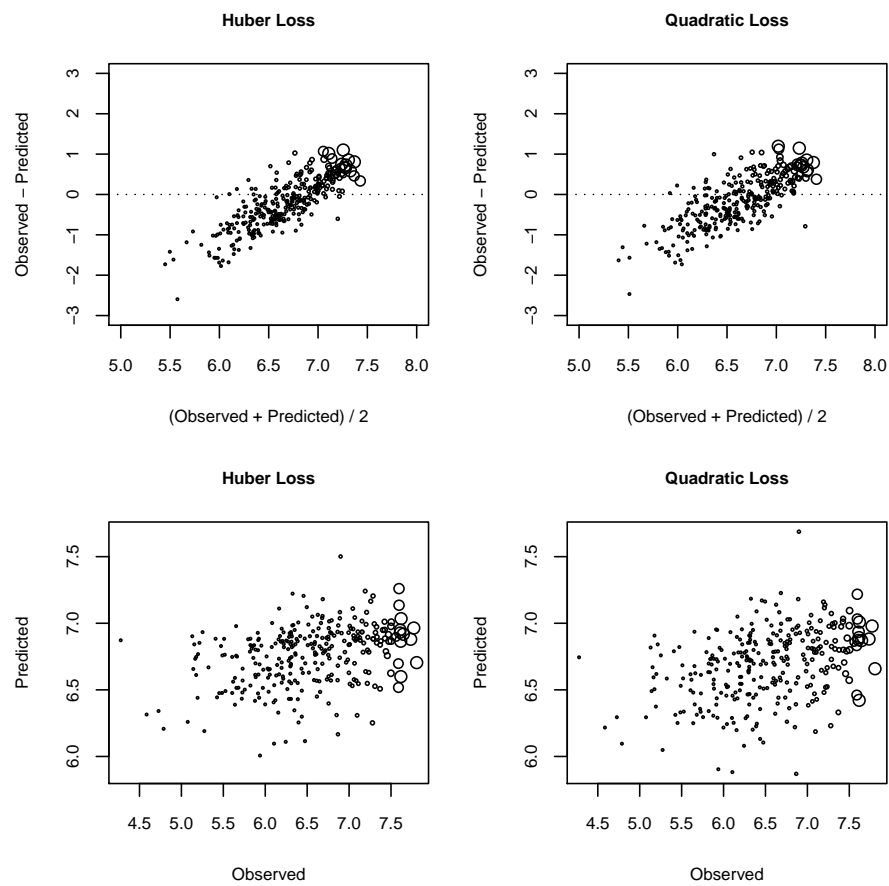 Huber Loss
Observed − Predicted
3
2
1
0
−1
−2
−3
5.0 5.5 6.0 6.5 7.0 7.5 8.0
(Observed + Predicted) / 2
Quadratic Loss
Observed − Predicted
3
2
1
0
−1
−2
−3
5.0 5.5 6.0 6.5 7.0 7.5 8.0
(Observed + Predicted) / 2
Huber Loss
Predicted
7.5
7.0
6.5
6.0
4.5 5.0 5.5 6.0 6.5 7.0 7.5
Observed
Quadratic Loss
Predicted
7.5
7.0
6.5
6.0
4.5 5.0 5.5 6.0 6.5 7.0 7.5
Observed